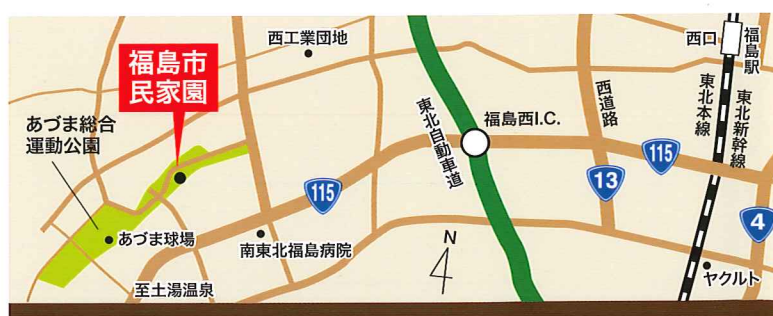 西工業団地
福島市
民家園
あづま総合
運動公園
あづま球場
至土湯温泉
南東北福島病院
115
N
東北自動車道
福島西I.C.
西道路
13
115
西口
福島駅
東北本線
東北新幹線
4
ヤクルト